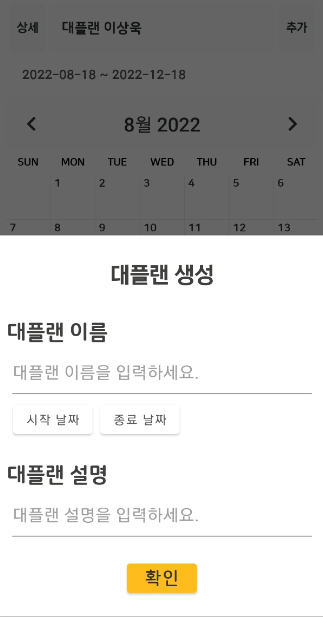 상세 대플랜 이상욱 추가
2022-08-18 ~ 2022-12-18
8월 2022
SUN MON TUE WED THU FRI SAT
1 2 3 4 5 6
7 8 9 10 11 12 13
대플랜 생성
대플랜 이름
대플랜 이름을 입력하세요.
시작 날짜 종료 날짜
대플랜 설명
대플랜 설명을 입력하세요.
확인